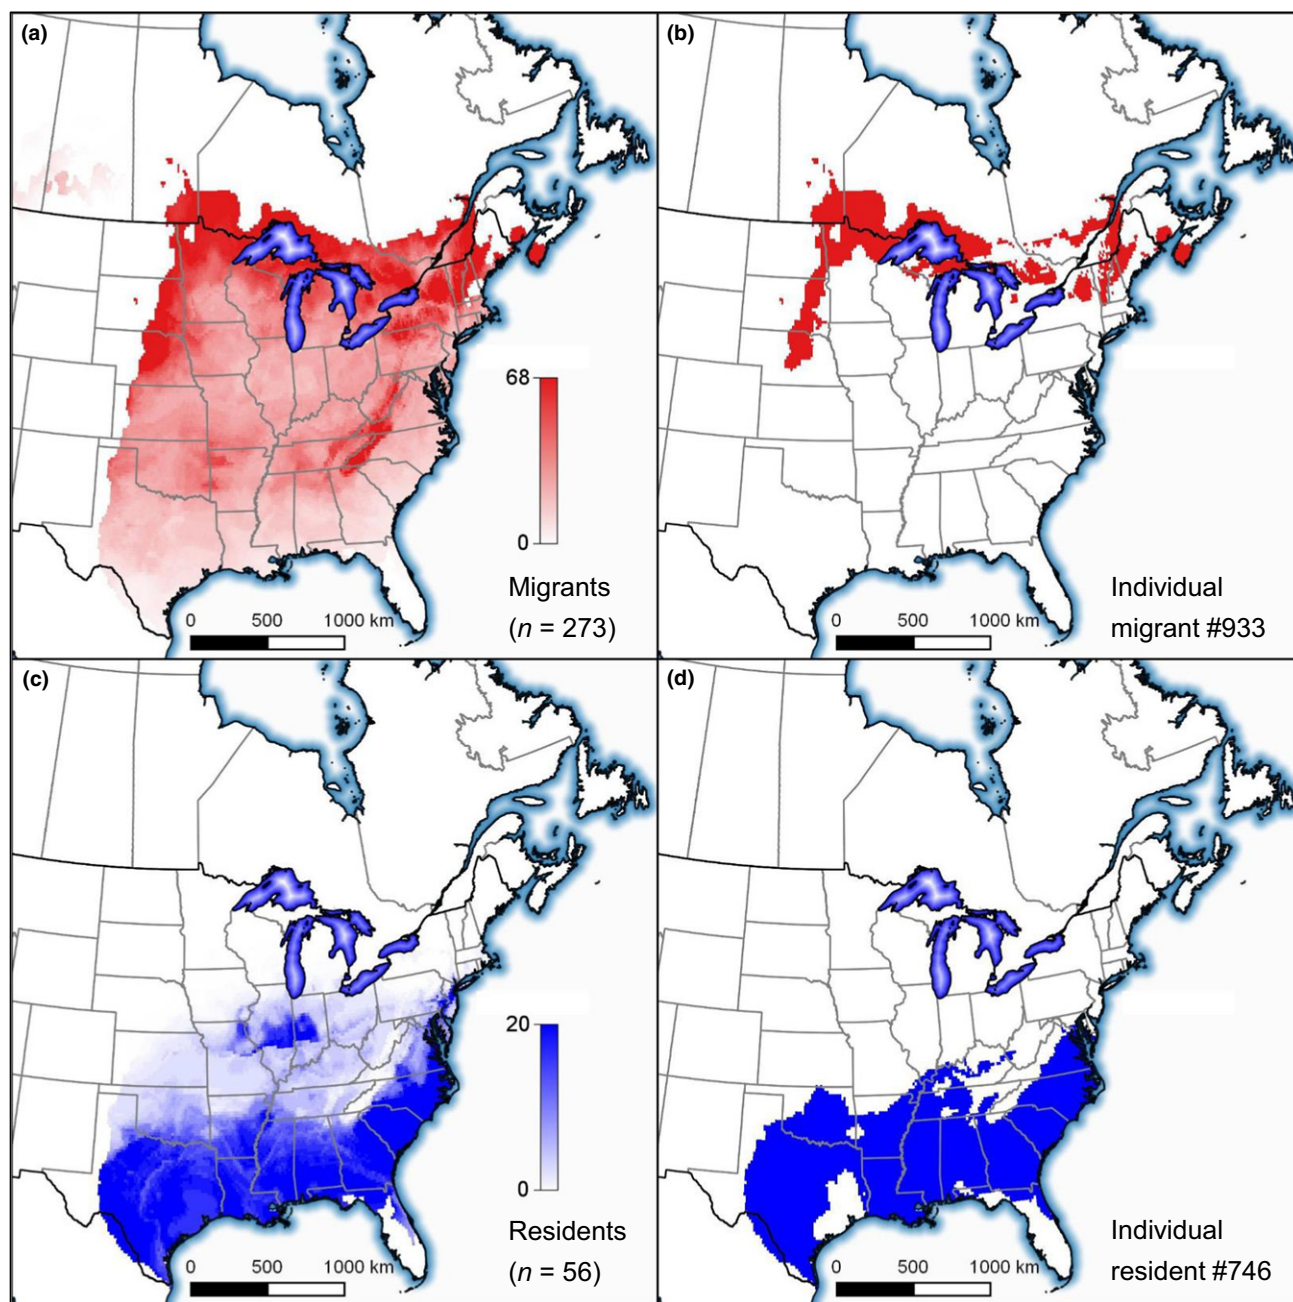 (a)
68
0
Migrants
(n = 273)
0 500 1000 km
(b)
Individual
migrant #933
0 500 1000 km
(c)
20
0
Residents
(n = 56)
0 500 1000 km
(d)
Individual
resident #746
0 500 1000 km